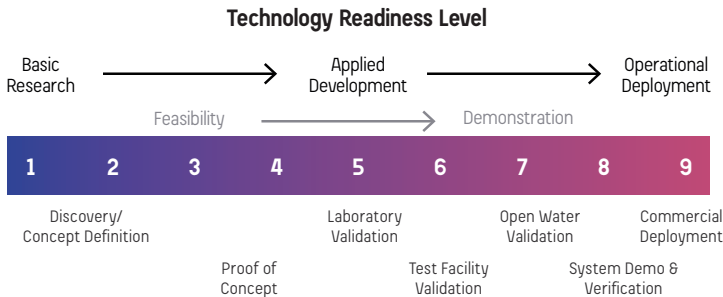 Technology Readiness Level
Basic
Research
Applied
Development
Operational
Deployment
Feasibility
Demonstration
1 2 3 4 5 6 7 8 9
Discovery/
Concept Definition
Laboratory
Validation
Open Water
Validation
Commercial
Deployment
Proof of
Concept
Test Facility
Validation
System Demo &
Verification